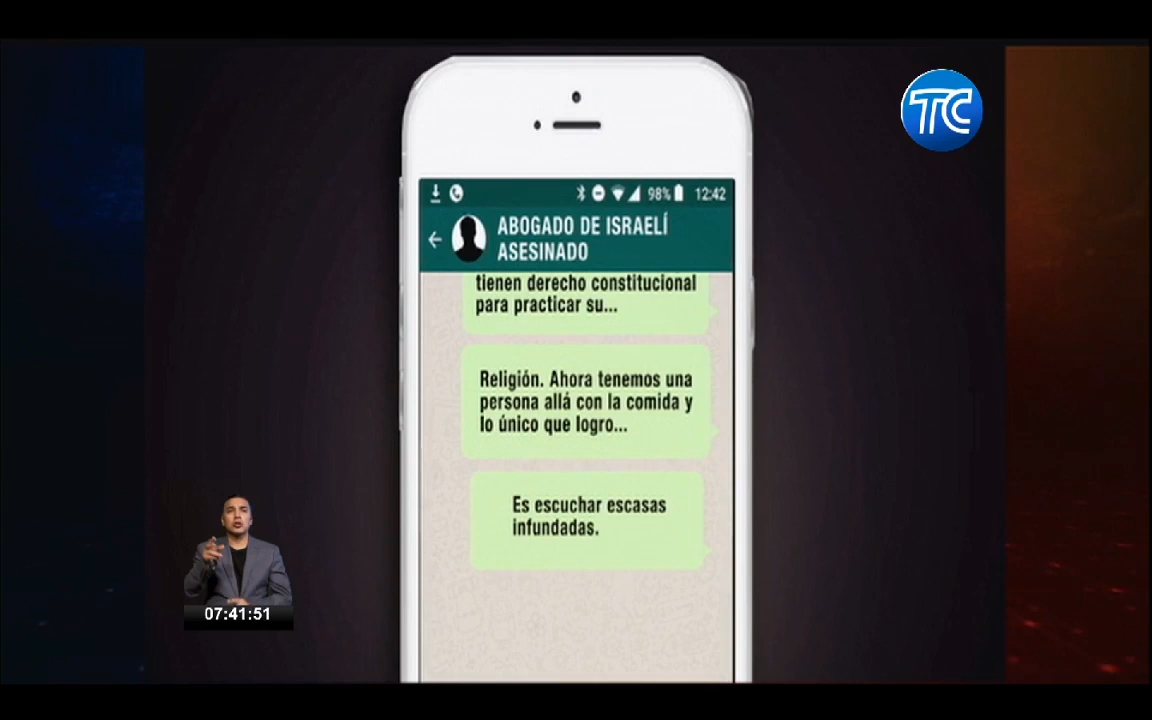 TC
98% 12:42
ABOGADO DE ISRAELÍ
ASESINADO
tienen derecho constitucional
para practicar su...
Religión. Ahora tenemos una
persona allá con la comida y
lo único que logro...
Es escuchar escasas
infundadas.
07:41:51